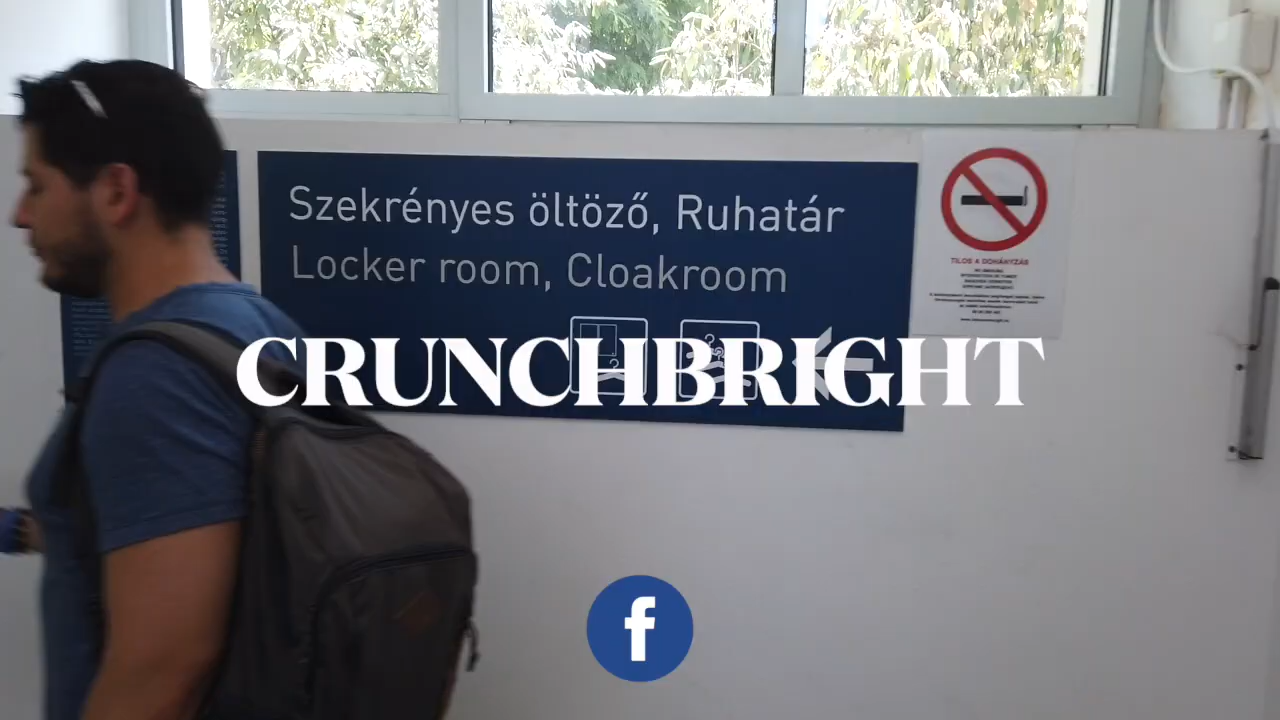 Szekrényes öltöző, Ruhatár
Locker room, Cloakroom
TILOS A DOHÁNYZÁS
CRUNCHBRIGHT
f